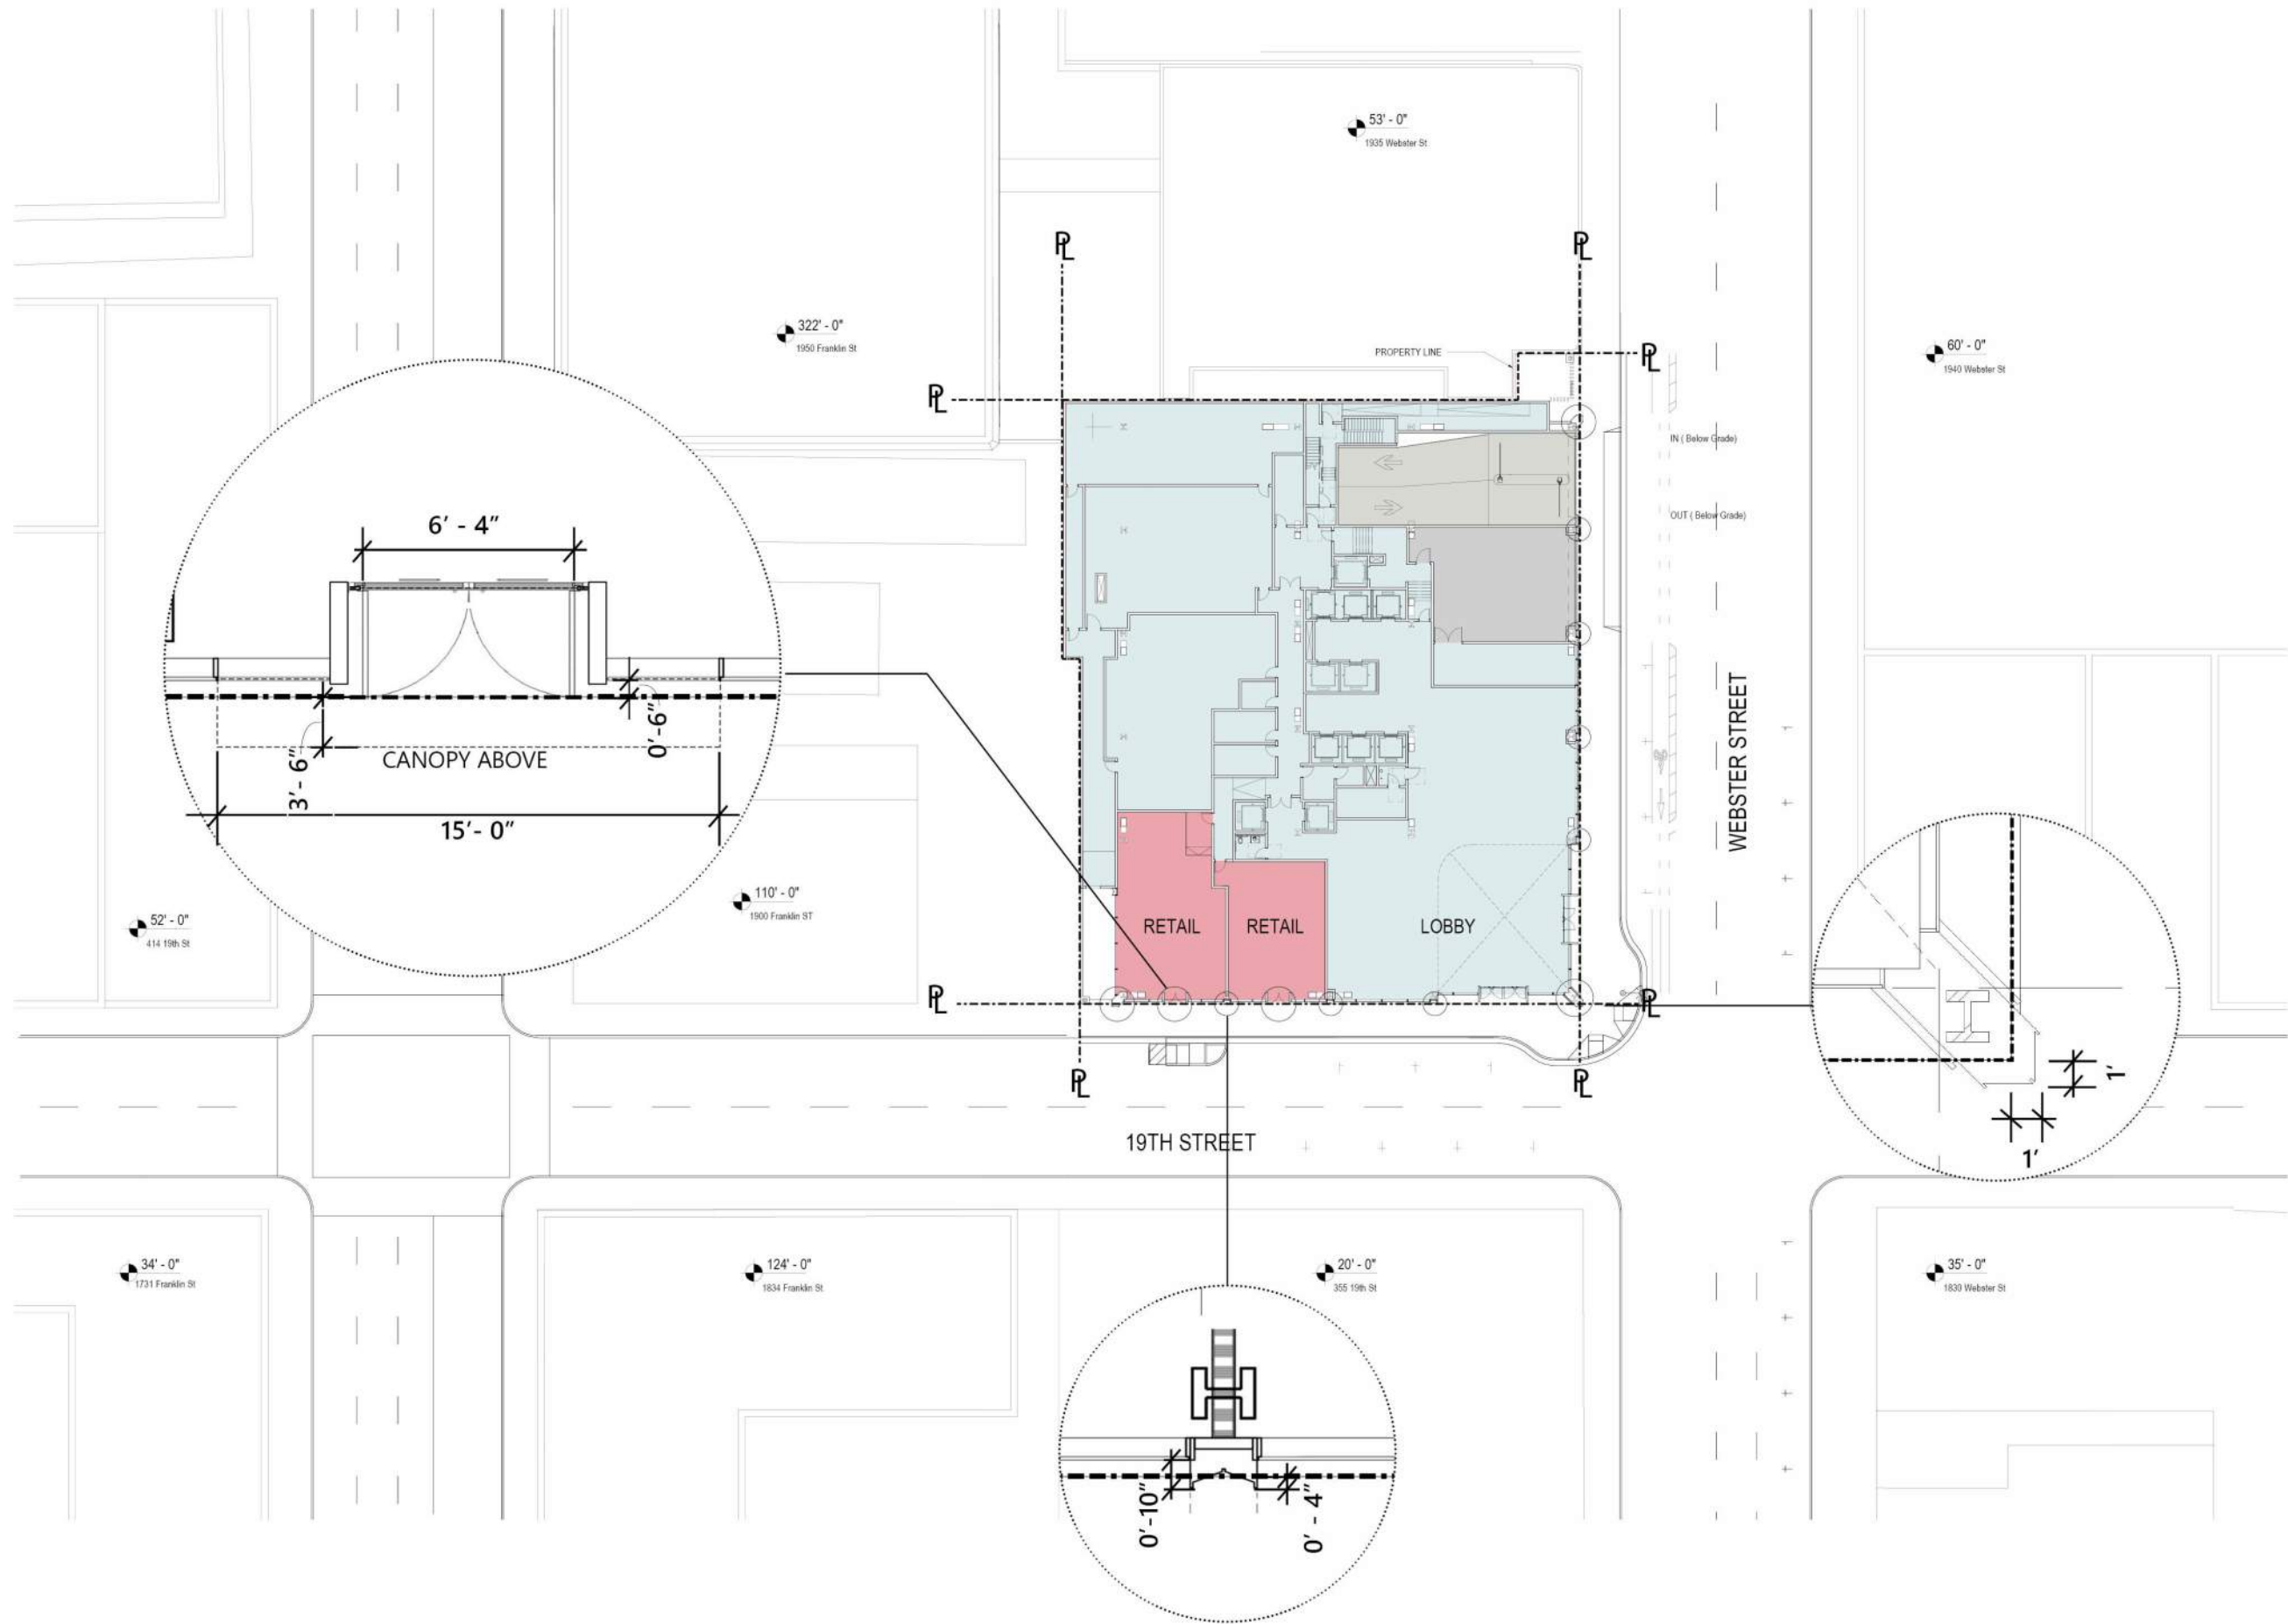 53' - 0"
1935 Webster St
PL
PL
322' - 0"
1950 Franklin St
PROPERTY LINE
PL
60' - 0"
1940 Webster St
PL
IN ( Below Grade)
OUT ( Below Grade)
6' - 4"
0'-6"
3'- 6"
CANOPY ABOVE
15'- 0"
WEBSTER STREET
110' - 0"
1900 Franklin ST
52' - 0"
414 19th St
RETAIL
RETAIL
LOBBY
PL
PL
PL
PL
1'
1'
19TH STREET
34' - 0"
1731 Franklin St
124' - 0"
1834 Franklin St
20' - 0"
355 19th St
35' - 0"
1830 Webster St
0'-10"
0' - 4"